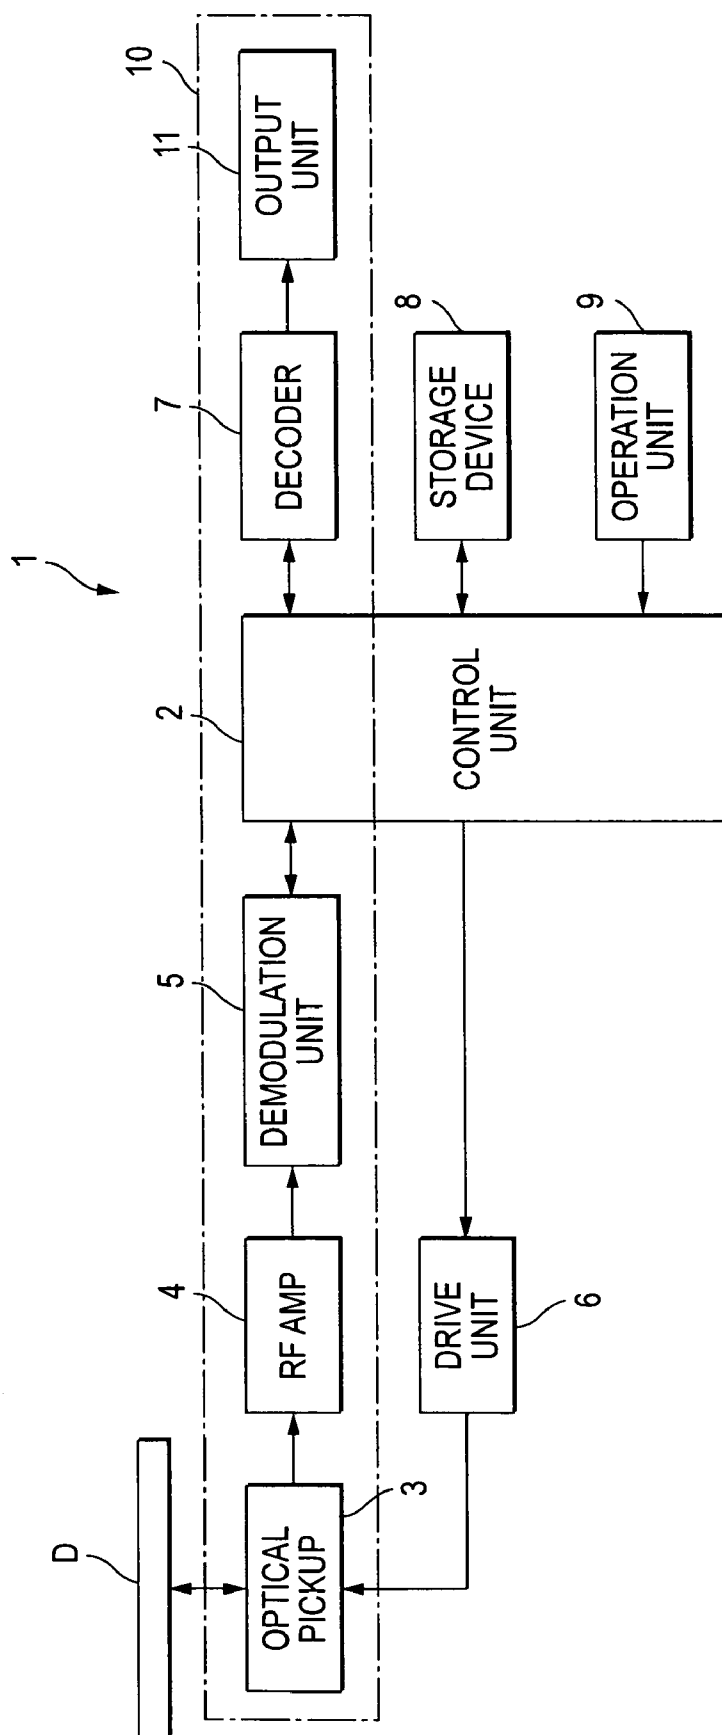 1
D
10
OPTICAL
PICKUP
3
RF AMP
4
DEMODULATION
UNIT
5
CONTROL
UNIT
2
DECODER
7
OUTPUT
UNIT
11
DRIVE
UNIT
6
STORAGE
DEVICE
8
OPERATION
UNIT
9